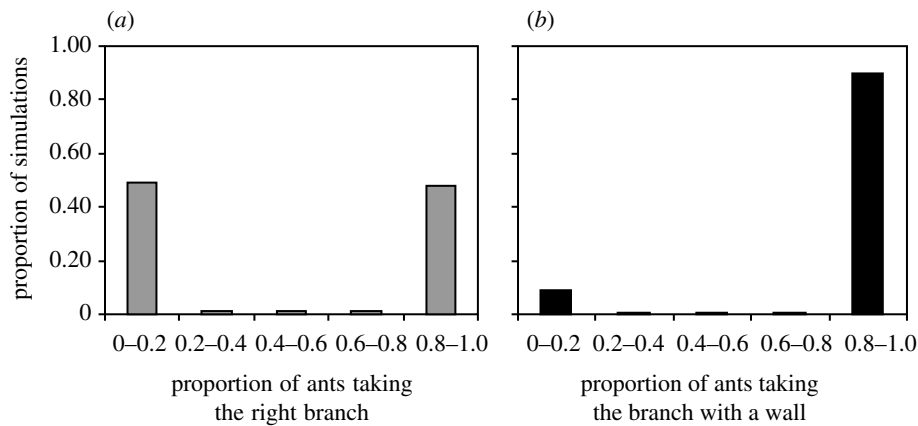 (a)
(b)
proportion of simulations
1.00
0.80
0.60
0.40
0.20
0
0–0.2 0.2–0.4 0.4–0.6 0.6–0.8 0.8–1.0
0–0.2 0.2–0.4 0.4–0.6 0.6–0.8 0.8–1.0
proportion of ants taking
the right branch
proportion of ants taking
the branch with a wall